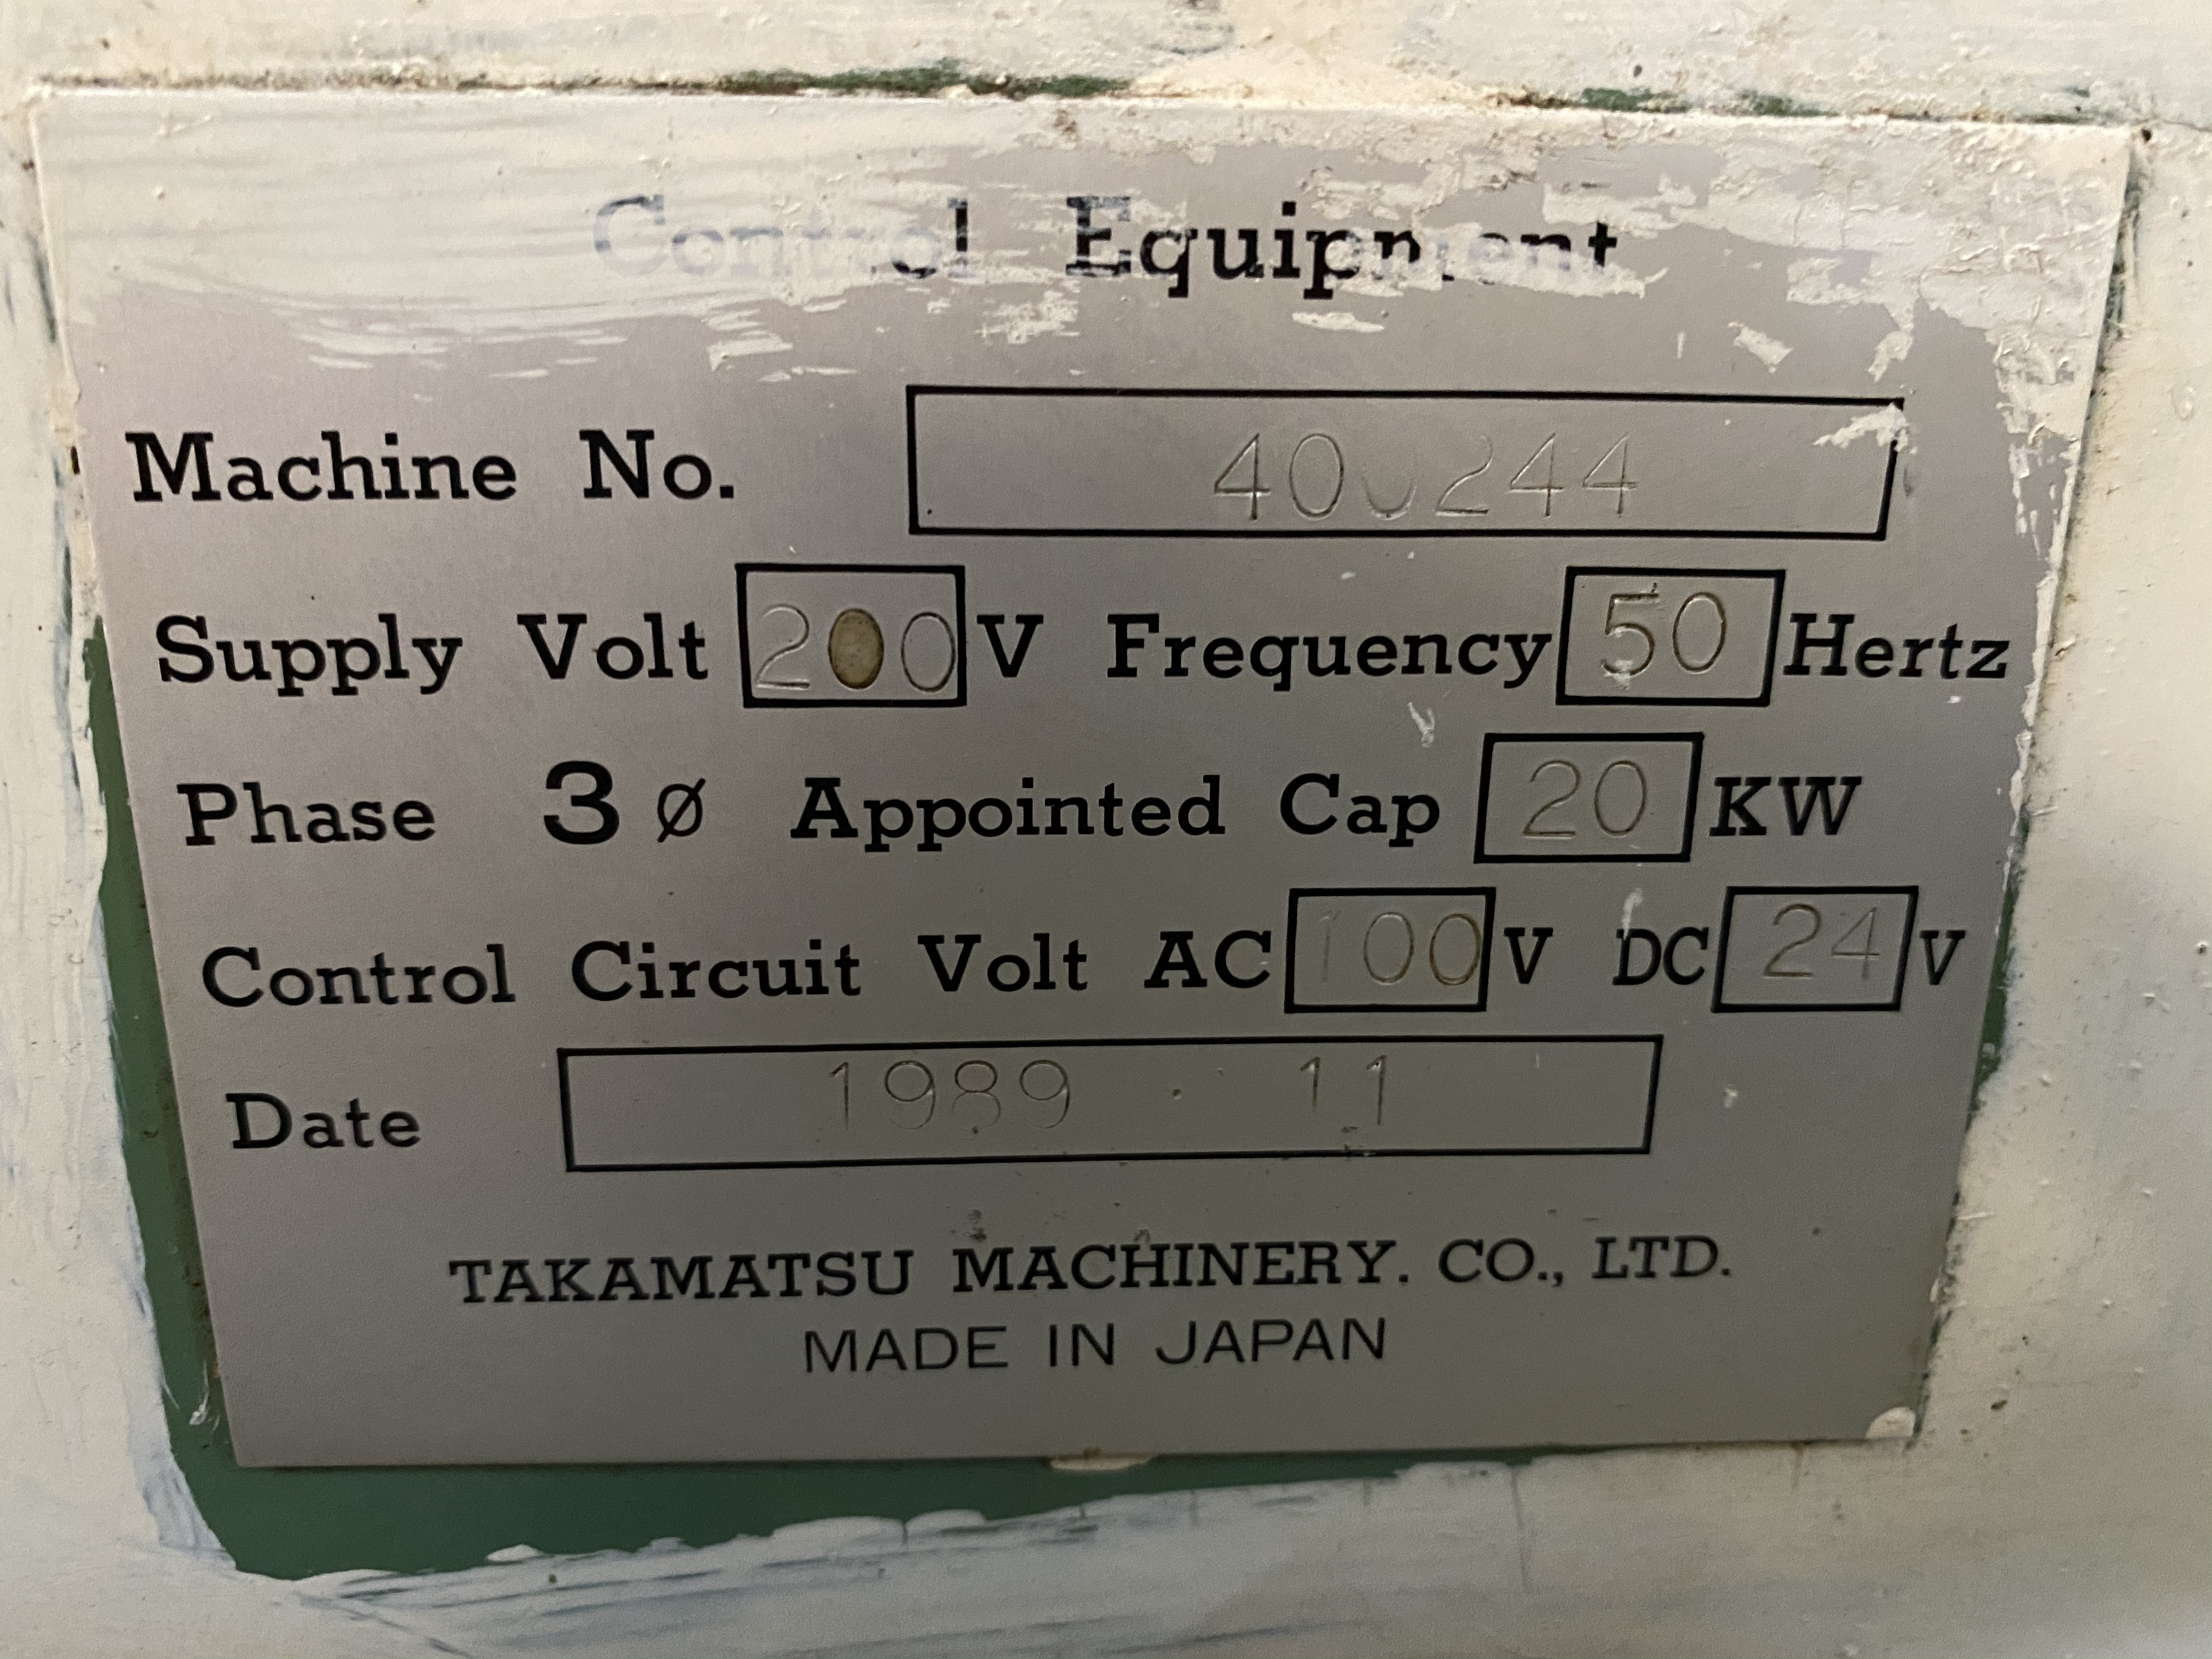 Control Equipment
Machine No. 400244
Supply Volt 200 V Frequency 50 Hertz
Phase 3 ø Appointed Cap 20 KW
Control Circuit Volt AC 100 V DC 24 V
Date 1989 . 11
TAKAMATSU MACHINERY. CO., LTD.
MADE IN JAPAN